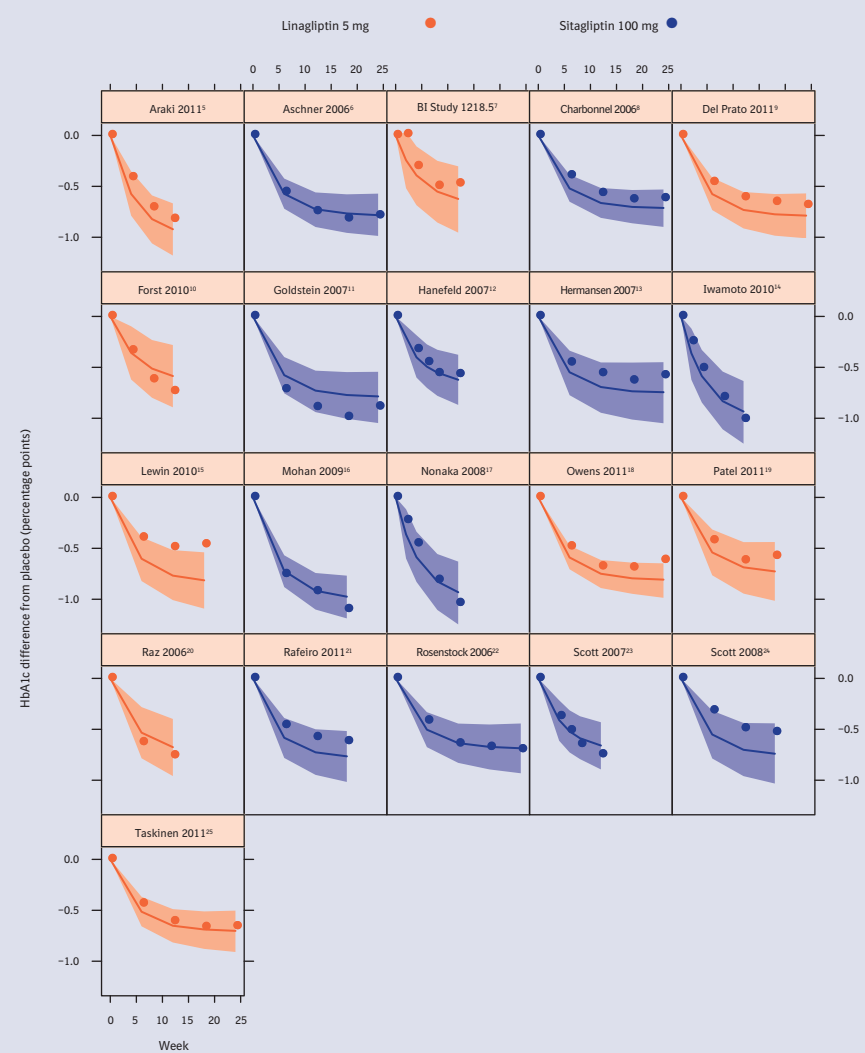 Linagliptin 5 mg Sitagliptin 100 mg
0 5 10 15 20 25 0 5 10 15 20 25
Araki 2011⁵ Aschner 2006⁶ BI Study 1218.5⁷ Charbonnel 2006⁸ Del Prato 2011⁹
0.0
−0.5
−1.0
Forst 2010¹⁰ Goldstein 2007¹¹ Hanefeld 2007¹² Hermansen 2007¹³ Iwamoto 2010¹⁴
0.0
−0.5
−1.0
HbA1c difference from placebo (percentage points)
Lewin 2010¹⁵ Mohan 2009¹⁶ Nonaka 2008¹⁷ Owens 2011¹⁸ Patel 2011¹⁹
0.0
−0.5
−1.0
Raz 2006²⁰ Rafeiro 2011²¹ Rosenstock 2006²² Scott 2007²³ Scott 2008²⁴
0.0
−0.5
−1.0
Taskinen 2011²⁵
0.0
−0.5
−1.0
0 5 10 15 20 25
Week